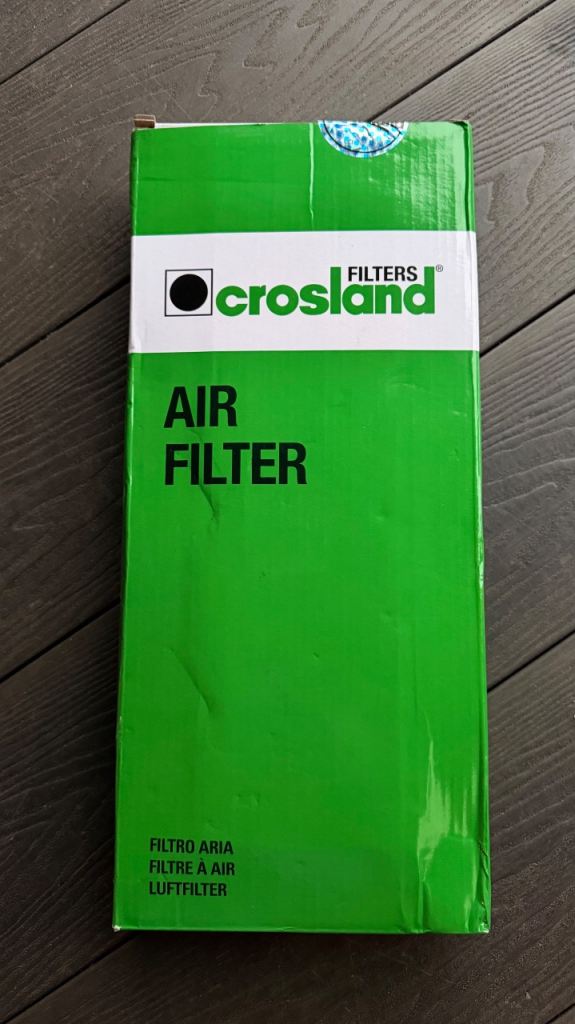 FILTERS
crosland®
AIR
FILTER
FILTRO ARIA
FILTRE À AIR
LUFTFILTER